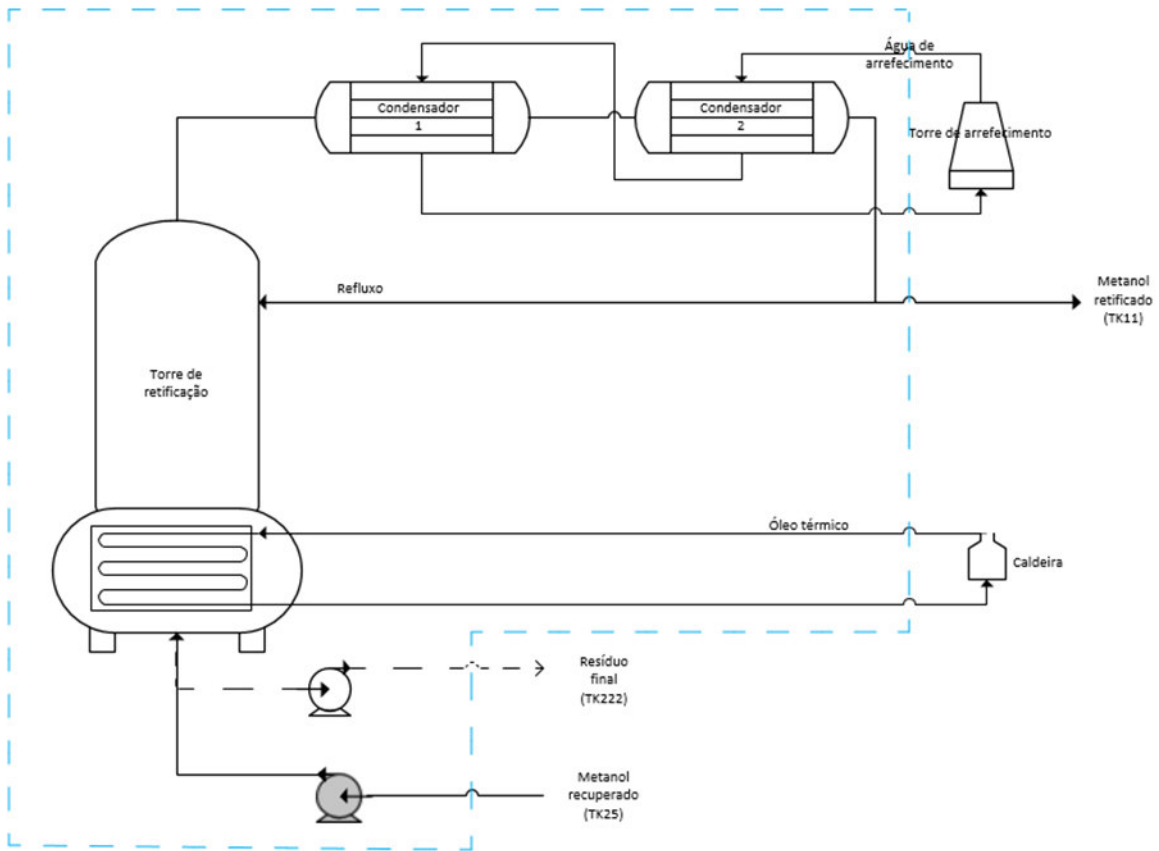 Água de
arrefecimento
Condensador
1
Condensador
2
Torre de arrefecimento
Refluxo
Metanol
retificado
(TK11)
Torre de
retificação
Óleo térmico
Caldeira
Resíduo
final
(TK222)
Metanol
recuperado
(TK25)